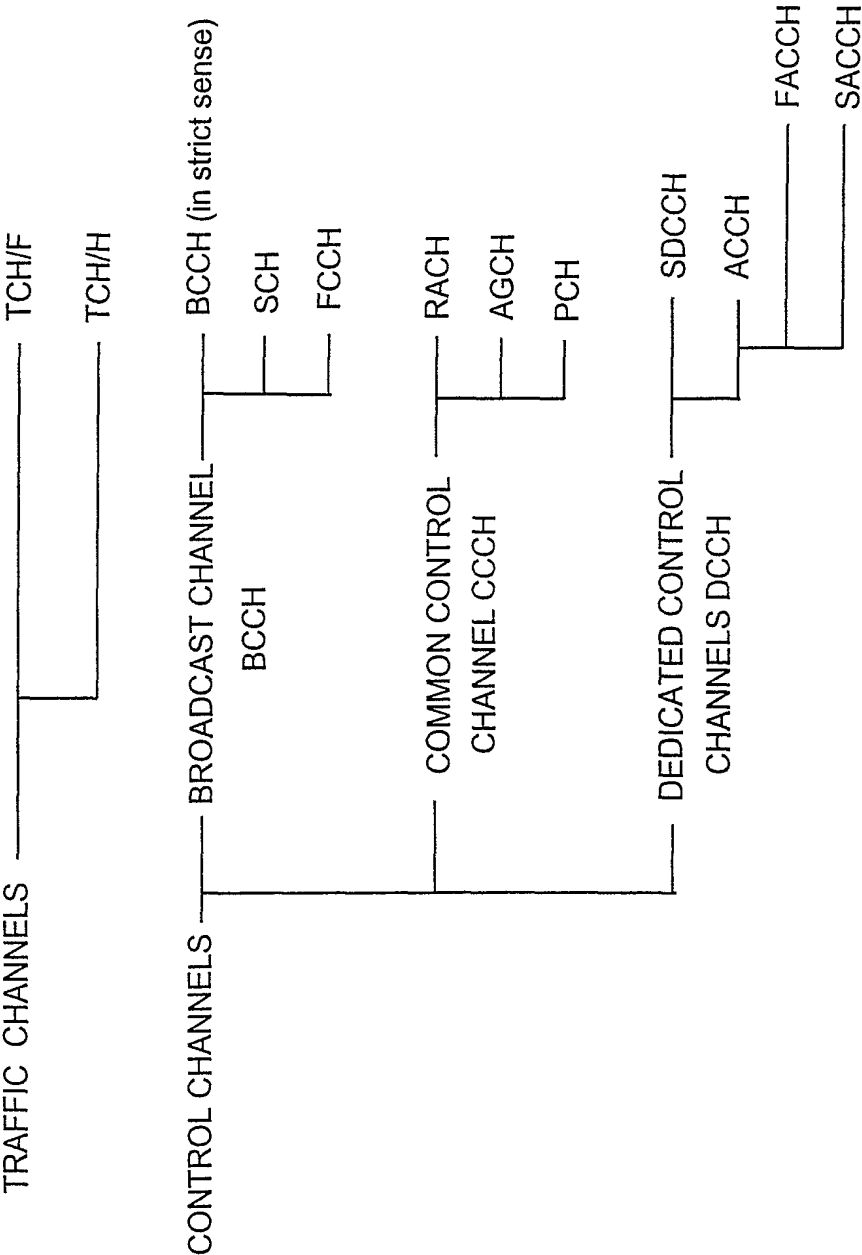 TRAFFIC CHANNELS
TCH/F
TCH/H
CONTROL CHANNELS
BROADCAST CHANNEL
BCCH
BCCH (in strict sense)
SCH
FCCH
COMMON CONTROL
CHANNEL CCCH
RACH
AGCH
PCH
DEDICATED CONTROL
CHANNELS DCCH
SDCCH
ACCH
FACCH
SACCH